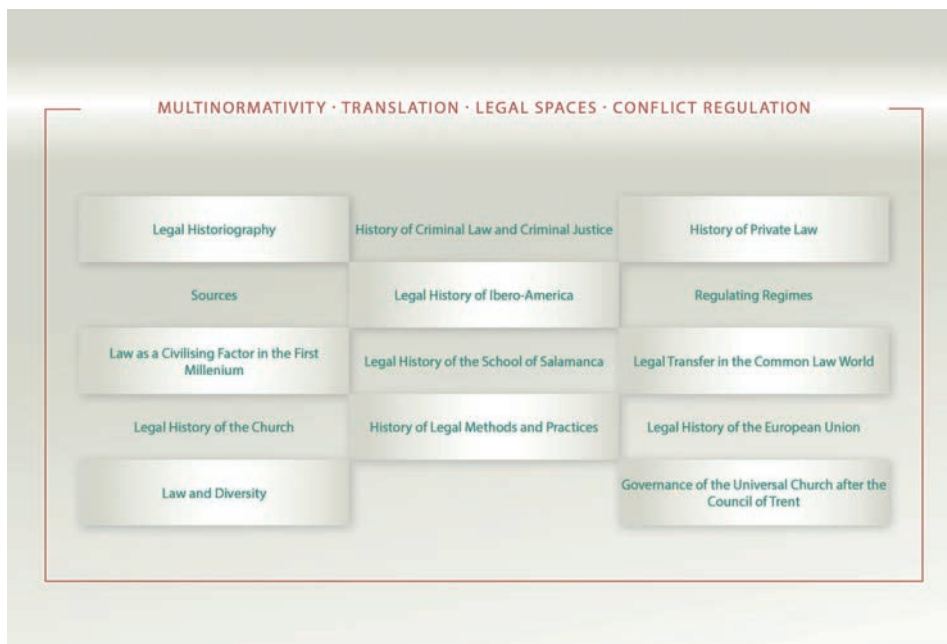 MULTINORMATIVITY · TRANSLATION · LEGAL SPACES · CONFLICT REGULATION
Legal Historiography
History of Criminal Law and Criminal Justice
History of Private Law
Sources
Legal History of Ibero-America
Regulating Regimes
Law as a Civilising Factor in the First
Millenium
Legal History of the School of Salamanca
Legal Transfer in the Common Law World
Legal History of the Church
History of Legal Methods and Practices
Legal History of the European Union
Law and Diversity
Governance of the Universal Church after the
Council of Trent